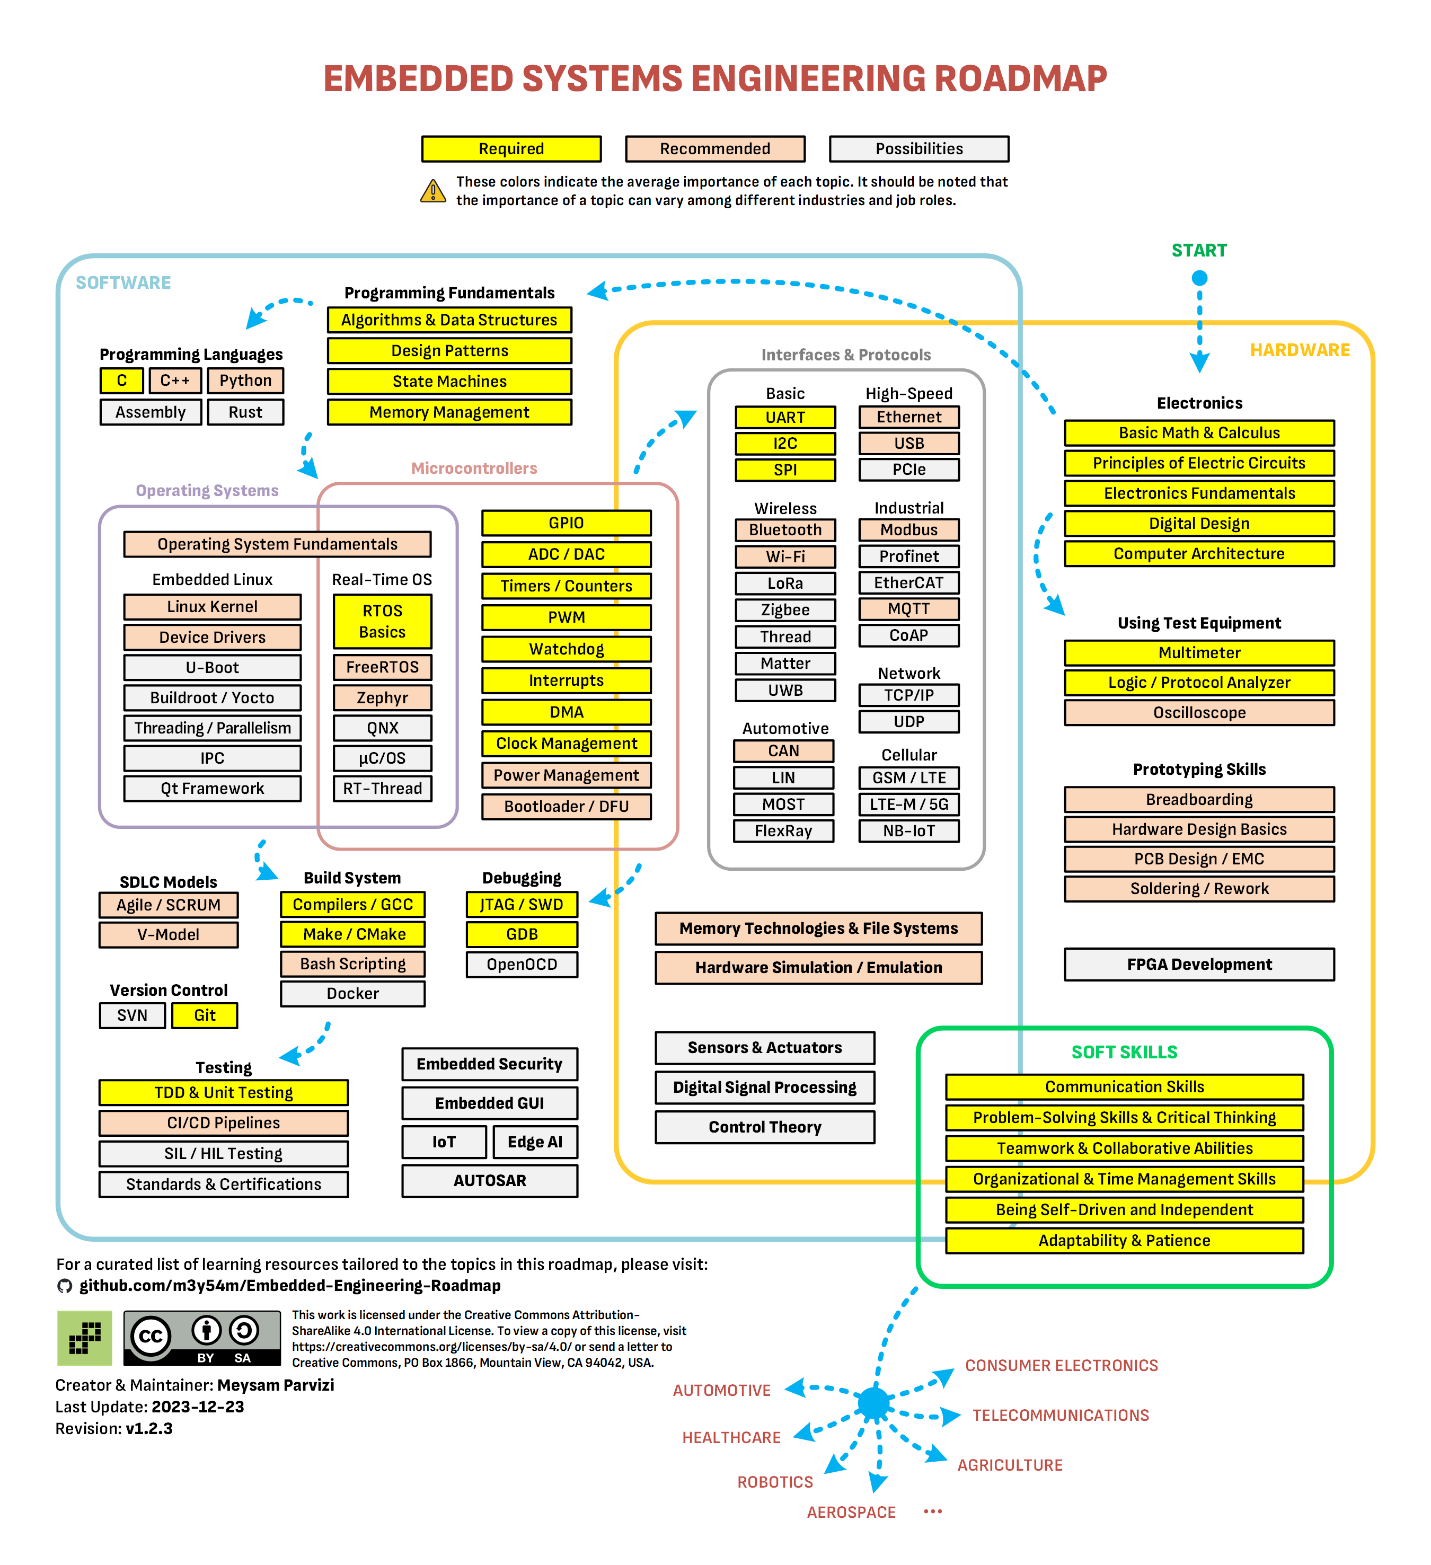 EMBEDDED SYSTEMS ENGINEERING ROADMAP
Required
Recommended
Possibilities
These colors indicate the average importance of each topic. It should be noted that
the importance of a topic can vary among different industries and job roles.
START
SOFTWARE
HARDWARE
Programming Fundamentals
Algorithms & Data Structures
Design Patterns
State Machines
Memory Management
Programming Languages
C
C++
Python
Assembly
Rust
Operating Systems
Operating System Fundamentals
Embedded Linux
Linux Kernel
Device Drivers
U-Boot
Buildroot / Yocto
Threading / Parallelism
IPC
Qt Framework
Real-Time OS
RTOS
Basics
FreeRTOS
Zephyr
QNX
µC/OS
RT-Thread
Microcontrollers
GPIO
ADC / DAC
Timers / Counters
PWM
Watchdog
Interrupts
DMA
Clock Management
Power Management
Bootloader / DFU
Interfaces & Protocols
Basic
UART
I2C
SPI
High-Speed
Ethernet
USB
PCIe
Wireless
Bluetooth
Wi-Fi
LoRa
Zigbee
Thread
Matter
UWB
Industrial
Modbus
Profinet
EtherCAT
MQTT
CoAP
Network
TCP/IP
UDP
Automotive
CAN
LIN
MOST
FlexRay
Cellular
GSM / LTE
LTE-M / 5G
NB-IoT
Electronics
Basic Math & Calculus
Principles of Electric Circuits
Electronics Fundamentals
Digital Design
Computer Architecture
Using Test Equipment
Multimeter
Logic / Protocol Analyzer
Oscilloscope
Prototyping Skills
Breadboarding
Hardware Design Basics
PCB Design / EMC
Soldering / Rework
FPGA Development
SDLC Models
Agile / SCRUM
V-Model
Version Control
SVN
Git
Build System
Compilers / GCC
Make / CMake
Bash Scripting
Docker
Debugging
JTAG / SWD
GDB
OpenOCD
Memory Technologies & File Systems
Hardware Simulation / Emulation
Sensors & Actuators
Digital Signal Processing
Control Theory
Testing
TDD & Unit Testing
CI/CD Pipelines
SIL / HIL Testing
Standards & Certifications
Embedded Security
Embedded GUI
IoT
Edge AI
AUTOSAR
SOFT SKILLS
Communication Skills
Problem-Solving Skills & Critical Thinking
Teamwork & Collaborative Abilities
Organizational & Time Management Skills
Being Self-Driven and Independent
Adaptability & Patience
For a curated list of learning resources tailored to the topics in this roadmap, please visit:
github.com/m3y54m/Embedded-Engineering-Roadmap
CC
BY SA
This work is licensed under the Creative Commons Attribution-
ShareAlike 4.0 International License. To view a copy of this license, visit
https://creativecommons.org/licenses/by-sa/4.0/ or send a letter to
Creative Commons, PO Box 1866, Mountain View, CA 94042, USA.
Creator & Maintainer: Meysam Parvizi
Last Update: 2023-12-23
Revision: v1.2.3
CONSUMER ELECTRONICS
AUTOMOTIVE
TELECOMMUNICATIONS
HEALTHCARE
AGRICULTURE
ROBOTICS
AEROSPACE
...